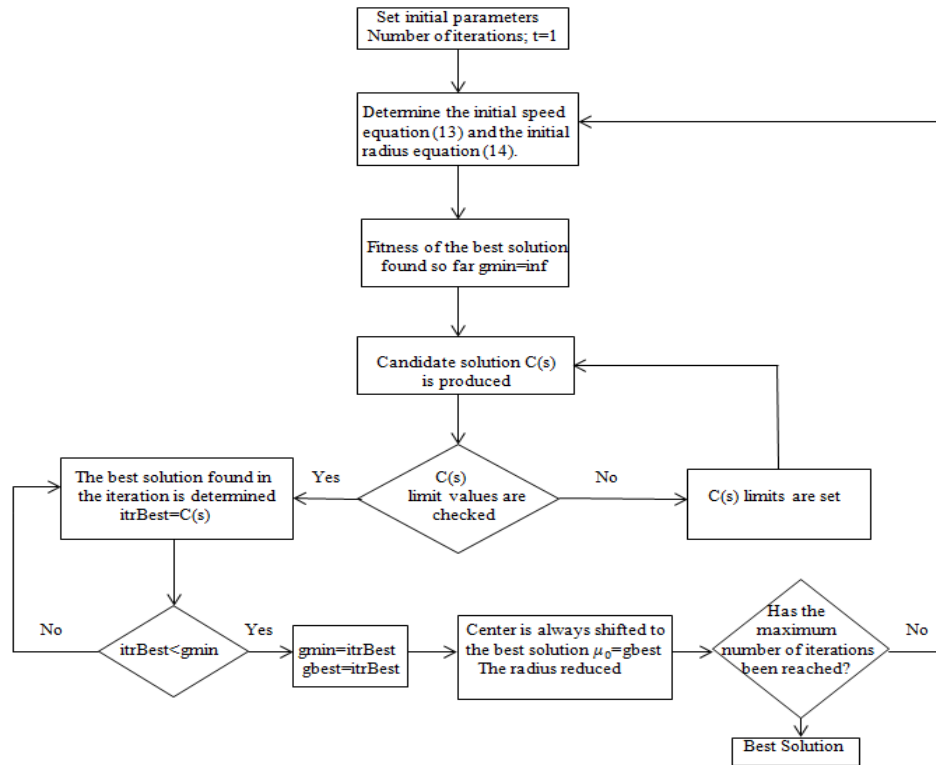 Set initial parameters
Number of iterations; t=1
Determine the initial speed
equation (13) and the initial
radius equation (14).
Fitness of the best solution
found so far gmin=inf
Candidate solution C(s)
is produced
The best solution found in
the iteration is determined
itrBest=C(s)
Yes
C(s)
limit values are
checked
No
C(s) limits are set
No
itrBest<gmin
Yes
gmin=itrBest
gbest=itrBest
Center is always shifted to
the best solution μ₀=gbest
The radius reduced
Has the
maximum
number of iterations
been reached?
No
Best Solution